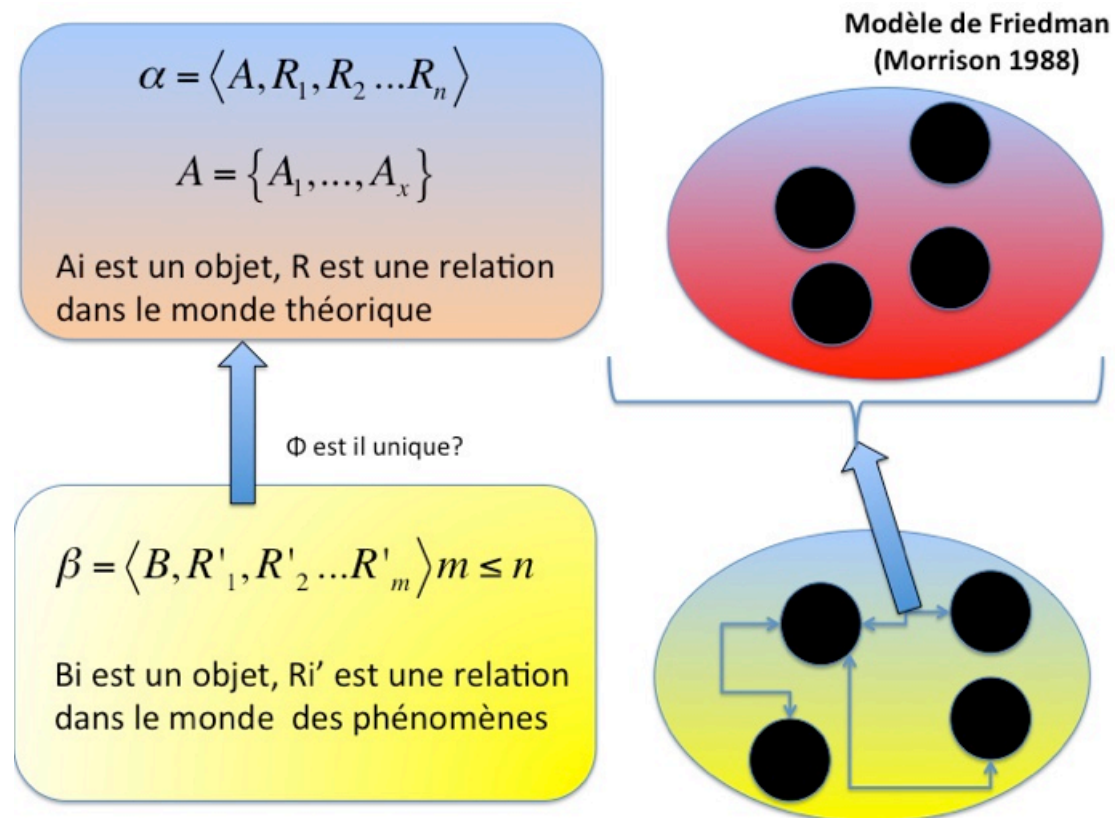 Modèle de Friedman
(Morrison 1988)
α = ⟨A, R₁, R₂ ...Rₙ⟩
A = {A₁,..., Aₓ}
Ai est un objet, R est une relation
dans le monde théorique
Φ est il unique?
β = ⟨B, R'₁, R'₂ ...R'ₘ⟩ m ≤ n
Bi est un objet, Ri’ est une relation
dans le monde des phénomènes